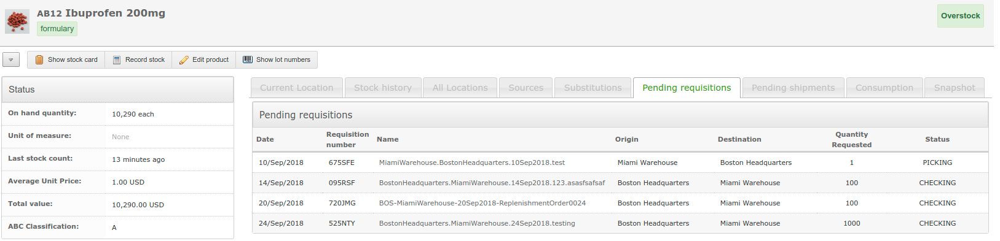 AB12 Ibuprofen 200mg
formulary
Overstock
Show stock card Record stock Edit product Show lot numbers
Status
On hand quantity: 10,290 each
Unit of measure: None
Last stock count: 13 minutes ago
Average Unit Price: 1.00 USD
Total value: 10,290.00 USD
ABC Classification: A
Current Location Stock history All Locations Sources Substitutions Pending requisitions Pending shipments Consumption Snapshot
Pending requisitions
Date Requisition number Name Origin Destination Quantity Requested Status
10/Sep/2018 675SFE MiamiWarehouse.BostonHeadquarters.10Sep2018.test Miami Warehouse Boston Headquarters 1 PICKING
14/Sep/2018 095RSF BostonHeadquarters.MiamiWarehouse.14Sep2018.123.asasfsafsaf Boston Headquarters Miami Warehouse 100 CHECKING
20/Sep/2018 720JMG BOS-MiamiWarehouse-20Sep2018-ReplenishmentOrder0024 Boston Headquarters Miami Warehouse 100 CHECKING
24/Sep/2018 525NTY BostonHeadquarters.MiamiWarehouse.24Sep2018.testing Boston Headquarters Miami Warehouse 1000 CHECKING